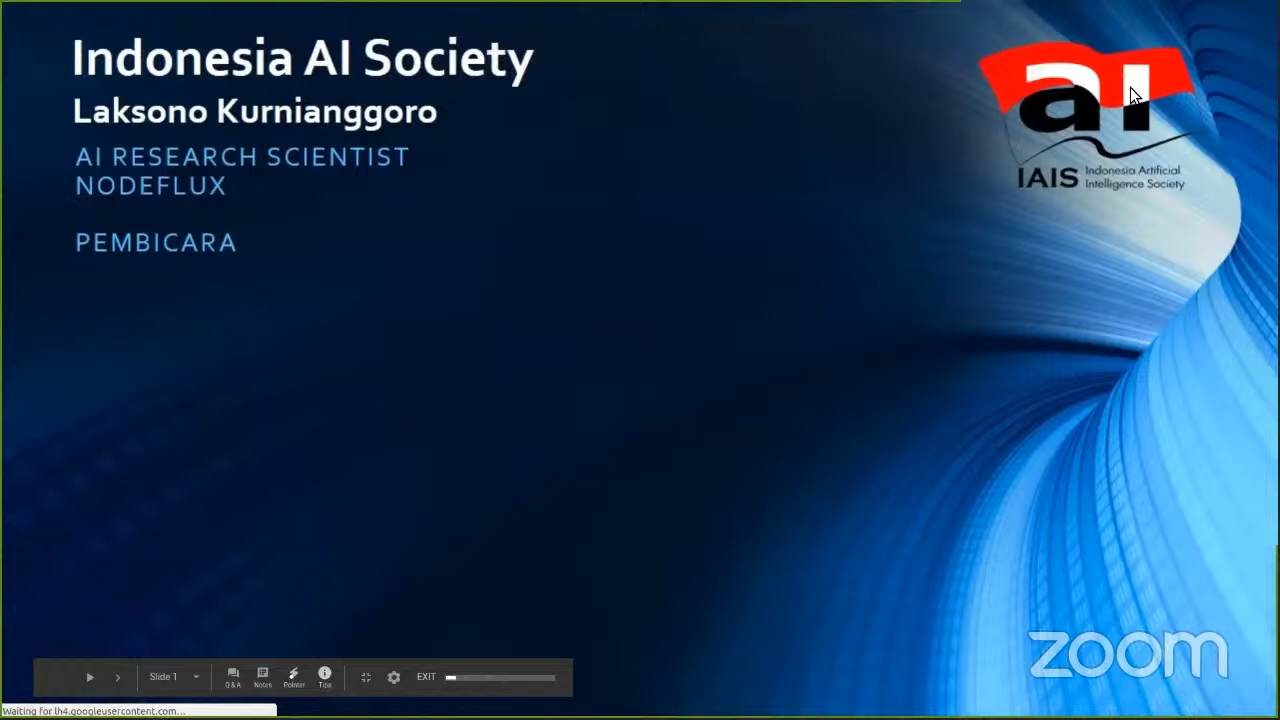 Indonesia AI Society
Laksono Kurnianggoro
AI RESEARCH SCIENTIST
NODEFLUX
PEMBICARA
ai
IAIS Indonesia Artificial
Intelligence Society
zoom
Slide 1
Q & A
Notes
Pointer
Tips
EXIT
Waiting for lh4.googleusercontent.com...